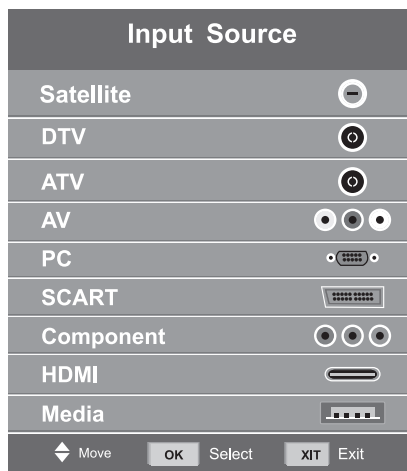 Input Source
Satellite
DTV
ATV
AV
PC
SCART
Component
HDMI
Media
Move OK Select XIT Exit